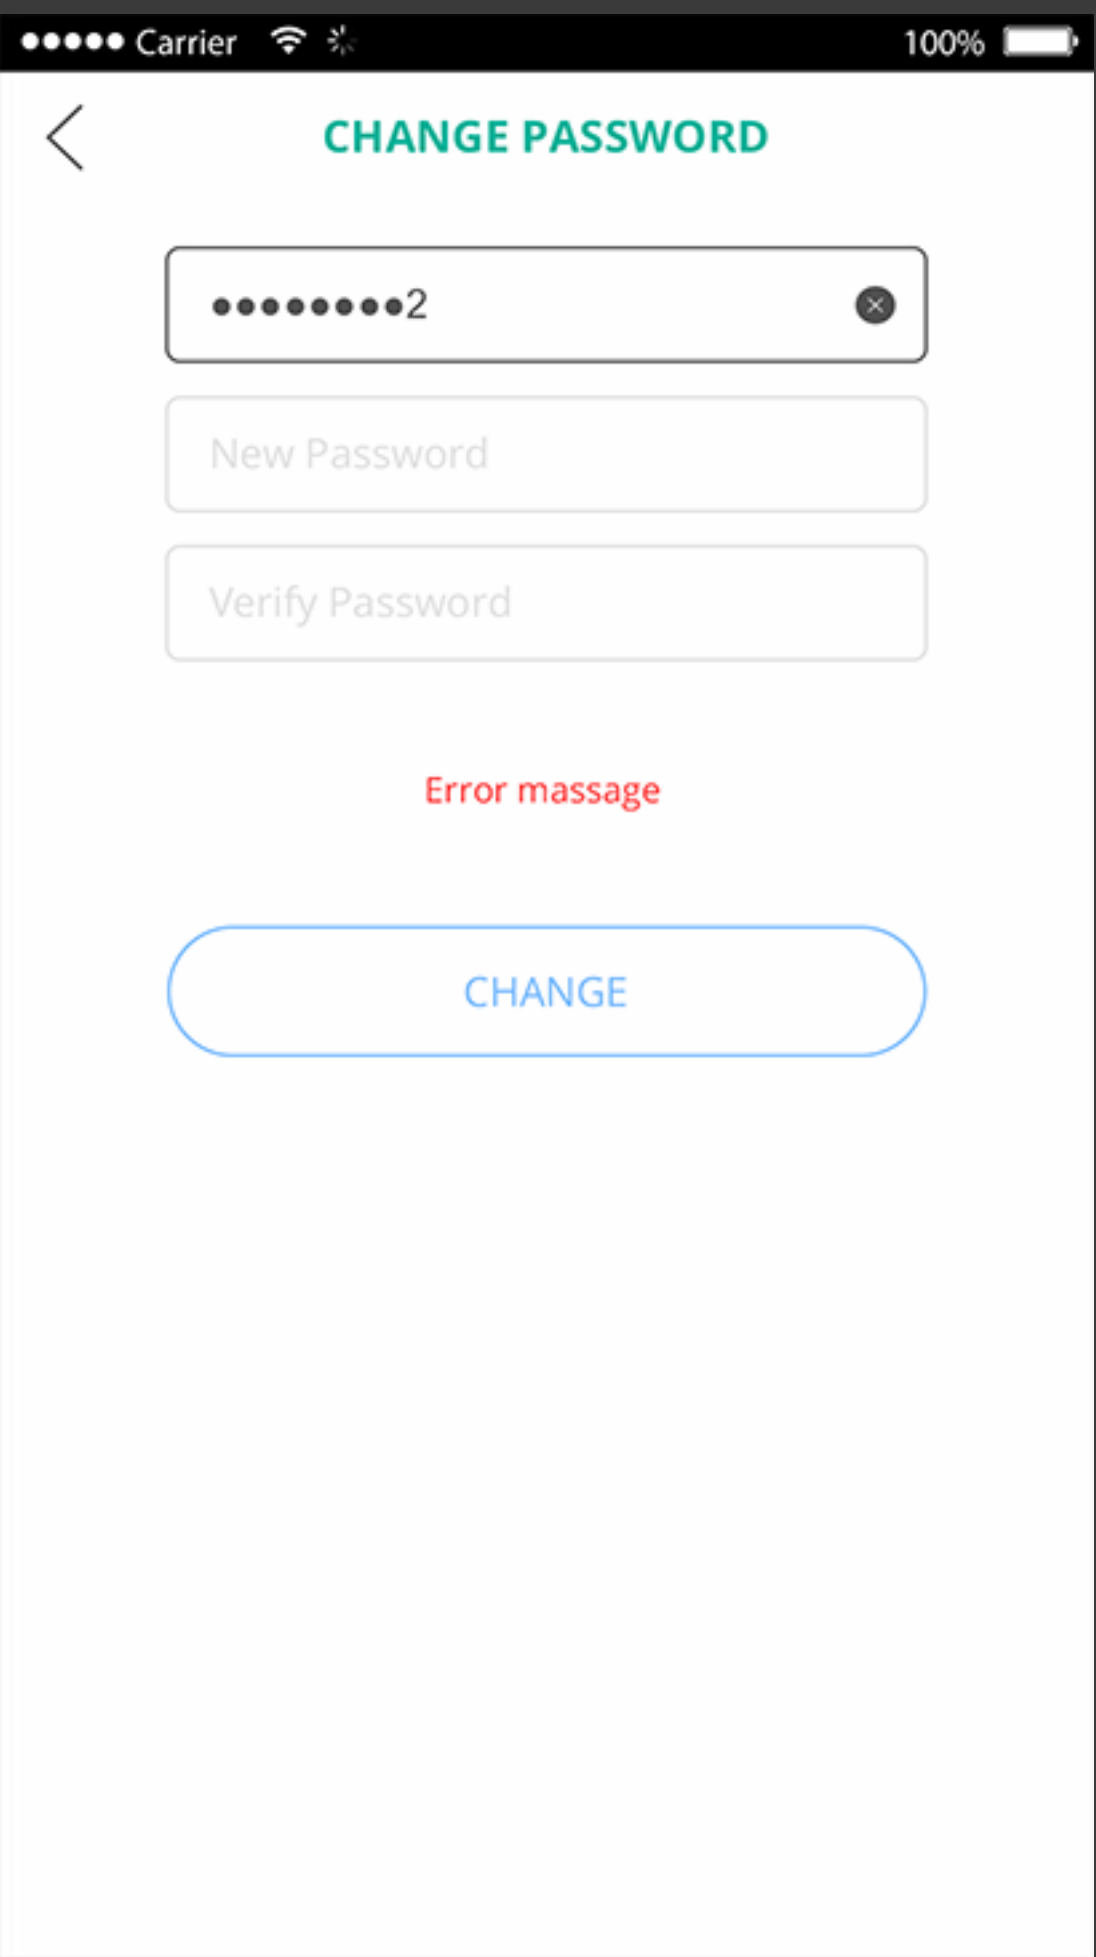 ●●●●● Carrier 100%
CHANGE PASSWORD
●●●●●●●●2
New Password
Verify Password
Error massage
CHANGE